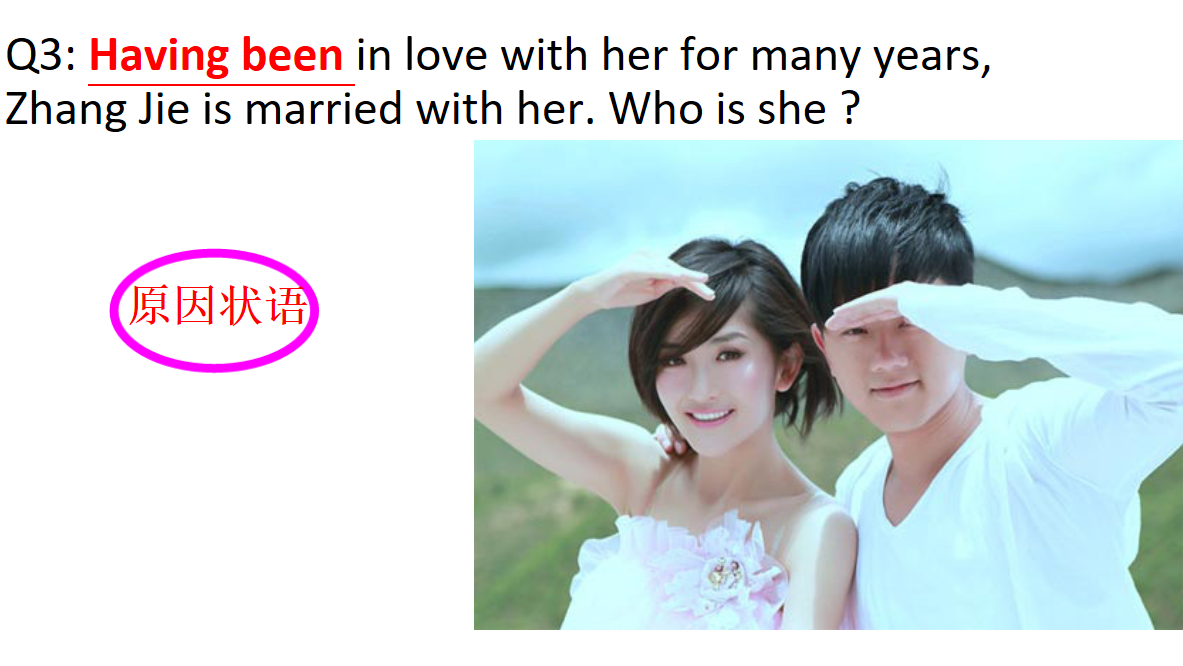 Q3: Having been in love with her for many years,
Zhang Jie is married with her. Who is she ?
原因状语